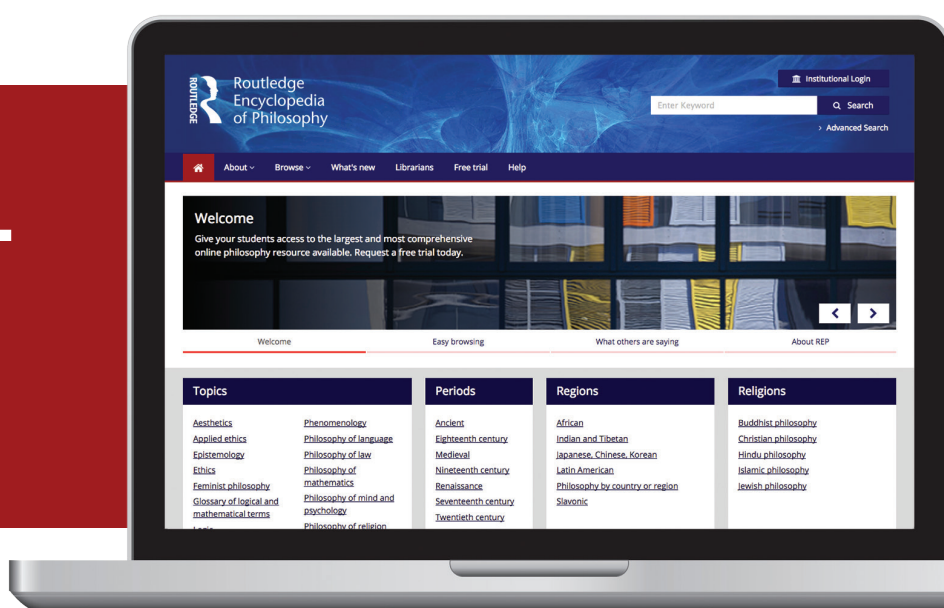 ROUTLEDGE
Routledge
Encyclopedia
of Philosophy
Institutional Login
Enter Keyword
Search
> Advanced Search
About
Browse
What's new
Librarians
Free trial
Help
Welcome
Give your students access to the largest and most comprehensive
online philosophy resource available. Request a free trial today.
Welcome
Easy browsing
What others are saying
About REP
Topics
Aesthetics
Applied ethics
Epistemology
Ethics
Feminist philosophy
Glossary of logical and
mathematical terms
Logic
Phenomenology
Philosophy of language
Philosophy of law
Philosophy of
mathematics
Philosophy of mind and
psychology
Philosophy of religion
Periods
Ancient
Eighteenth century
Medieval
Nineteenth century
Renaissance
Seventeenth century
Twentieth century
Regions
African
Indian and Tibetan
Japanese, Chinese, Korean
Latin American
Philosophy by country or region
Slavonic
Religions
Buddhist philosophy
Christian philosophy
Hindu philosophy
Islamic philosophy
Jewish philosophy